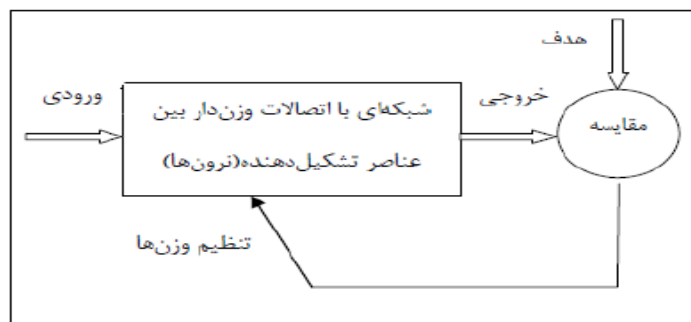 هدف
ورودی
خروجی
شبکه‌ای با اتصالات وزن‌دار بین
عناصر تشکیل‌دهنده(نرون‌ها)
مقایسه
تنظیم وزن‌ها